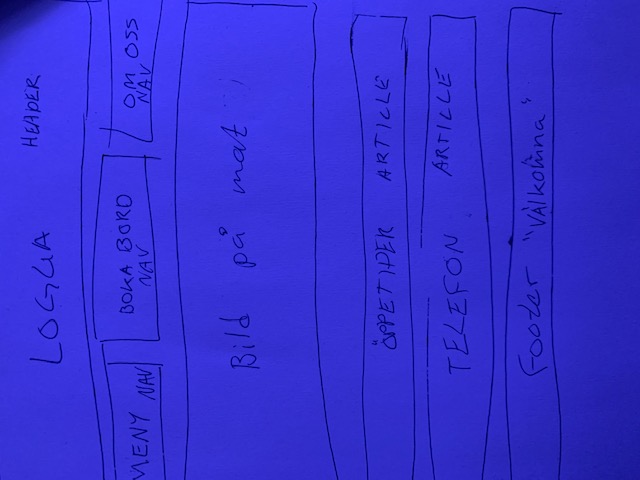 LOGGA HEADER
MENY NAV
BOKA BORD
NAV
OM OSS
NAV
Bild på mat
ÖPPETIDER ARTICLE
TELEFON ARTICLE
Footer "Välkomna"